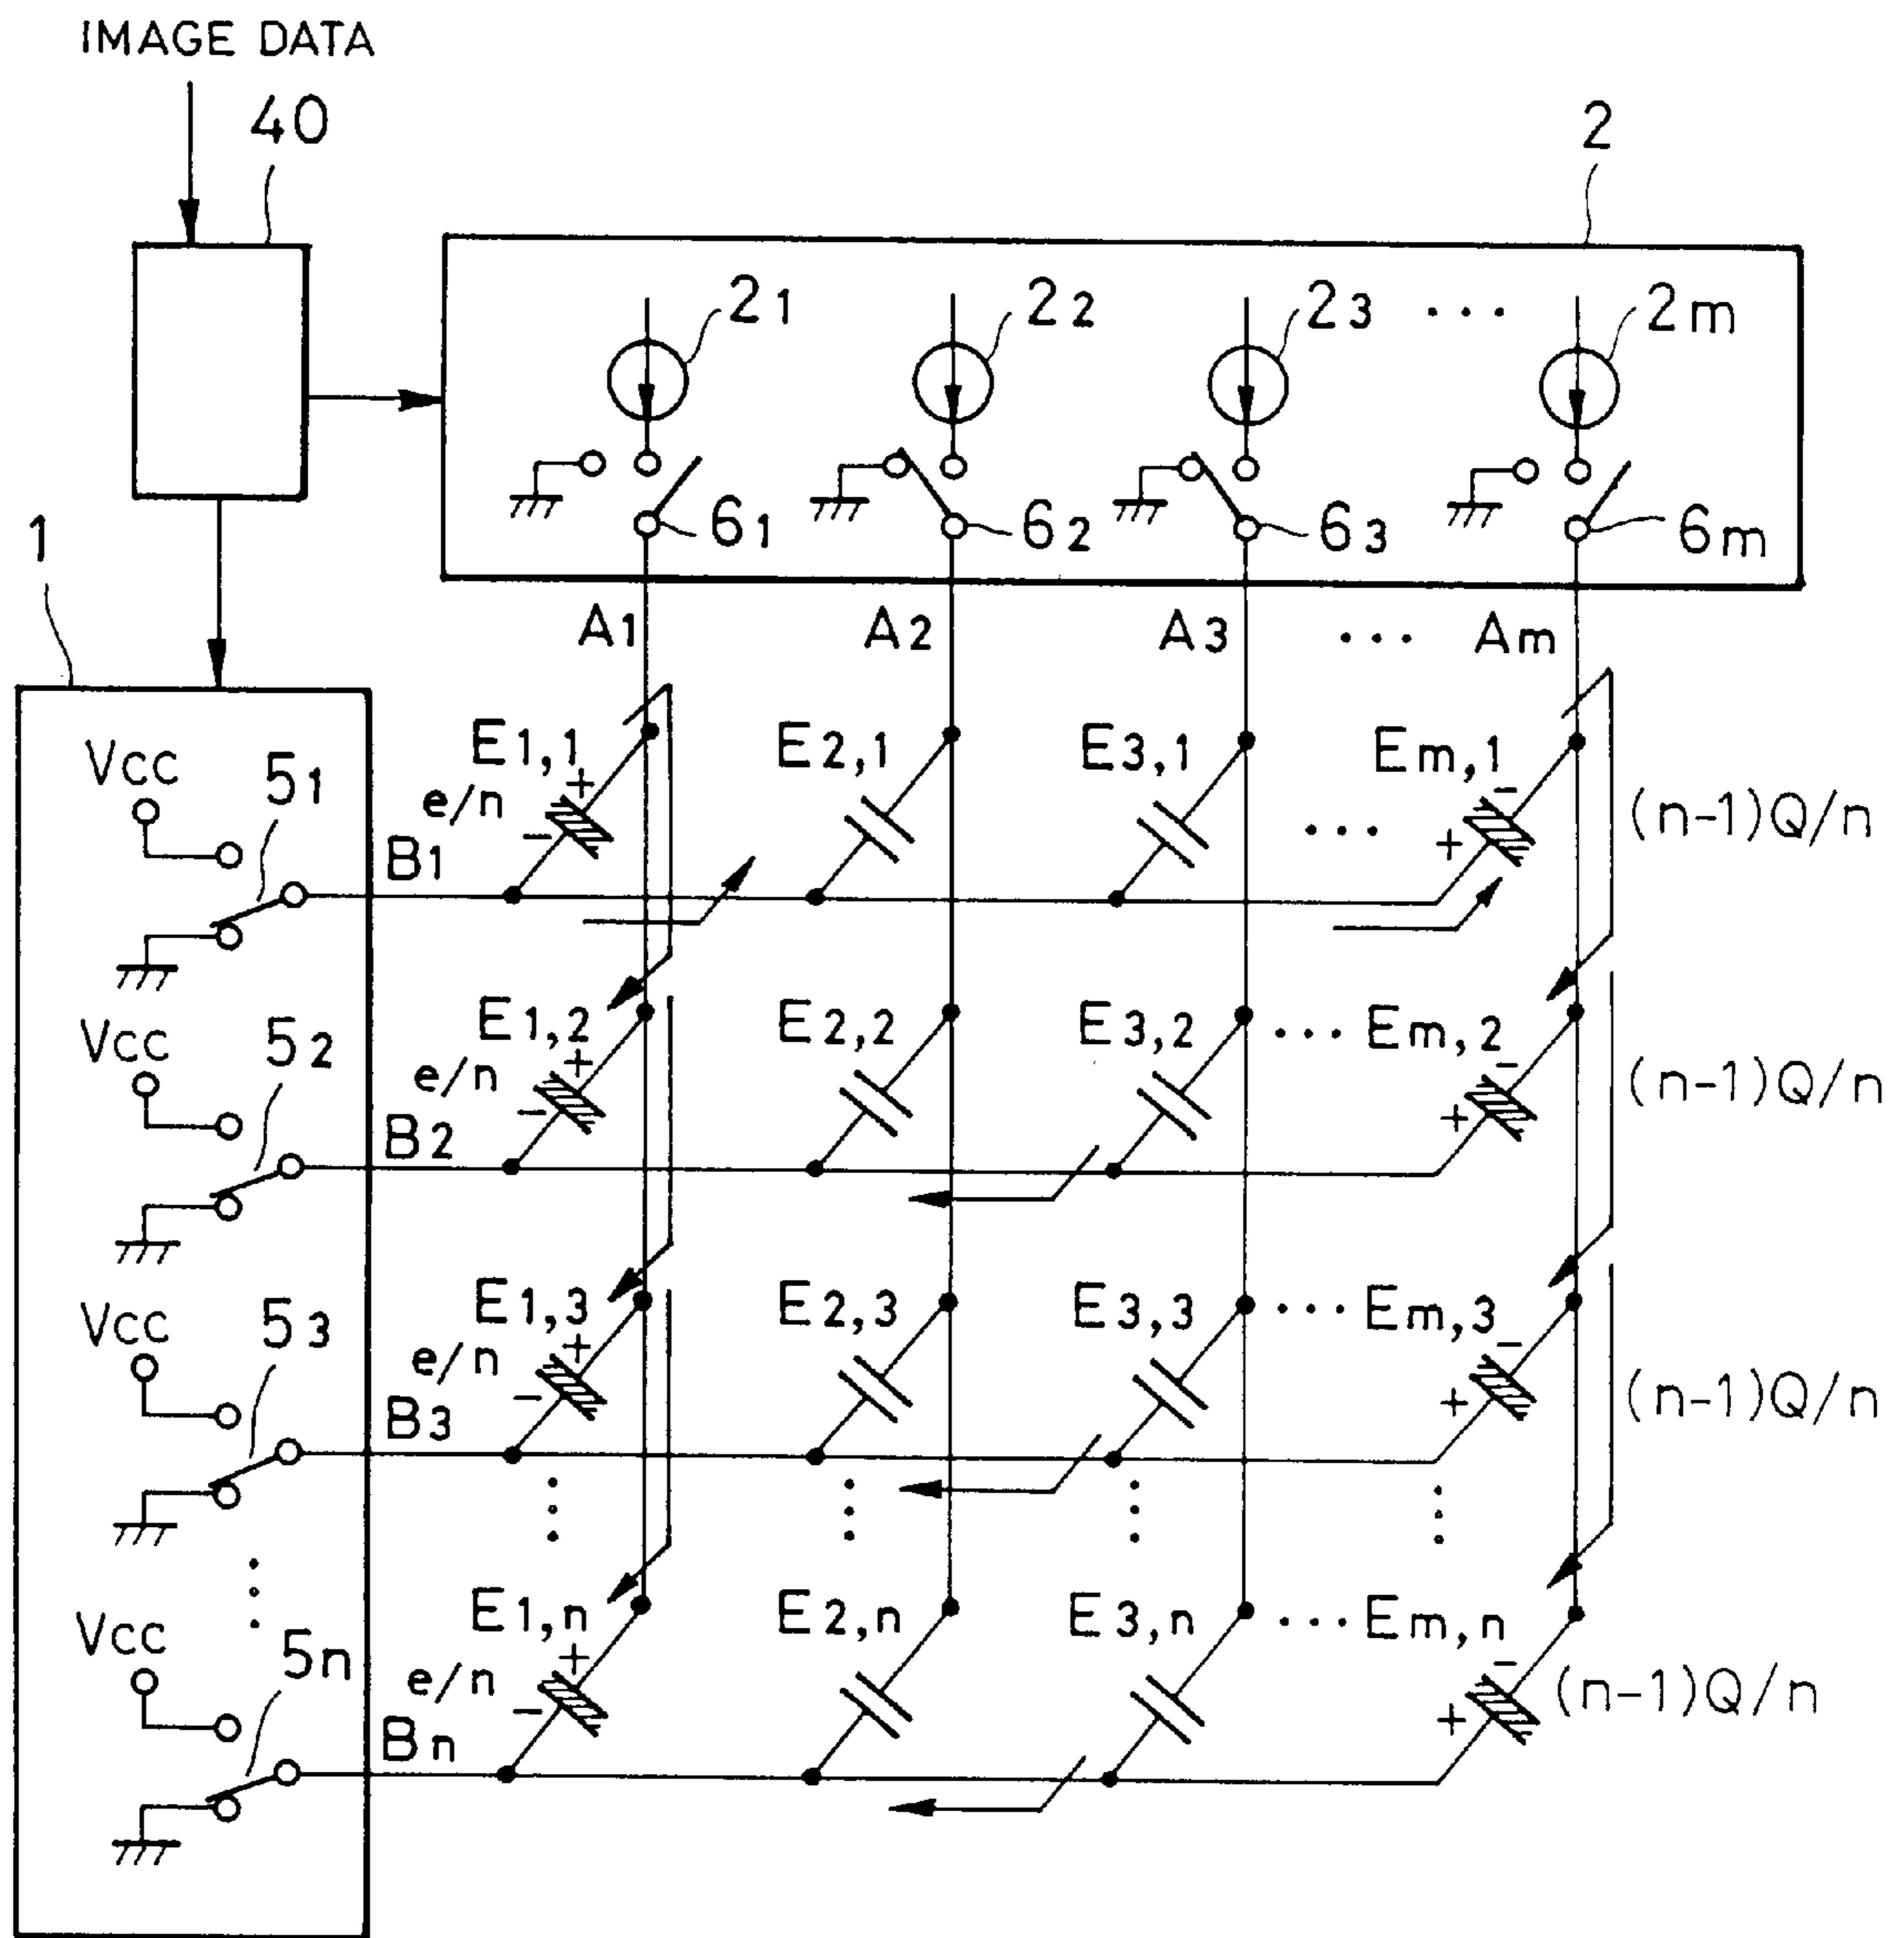 IMAGE DATA
40
2
21 22 23 ... 2m
61 62 63 6m
1
A1 A2 A3 ... Am
Vcc 51
E1,1 E2,1 E3,1 ... Em,1
e/n + - - +
(n-1)Q/n
B1
Vcc 52
E1,2 E2,2 E3,2 ... Em,2
e/n + - - +
(n-1)Q/n
B2
Vcc 53
E1,3 E2,3 E3,3 ... Em,3
e/n + - - +
(n-1)Q/n
B3
Vcc 5n
E1,n E2,n E3,n ... Em,n
e/n + - - +
(n-1)Q/n
Bn